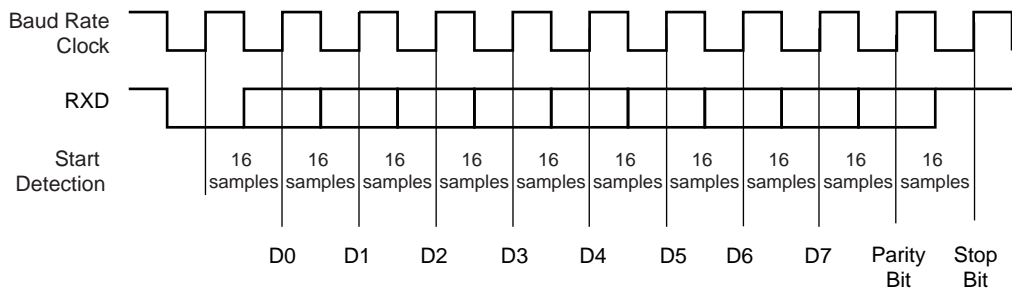 Baud Rate
Clock
RXD
Start
Detection
16 16 16 16 16 16 16 16 16 16
samples samples samples samples samples samples samples samples samples samples
D0 D1 D2 D3 D4 D5 D6 D7 Parity Stop
Bit Bit